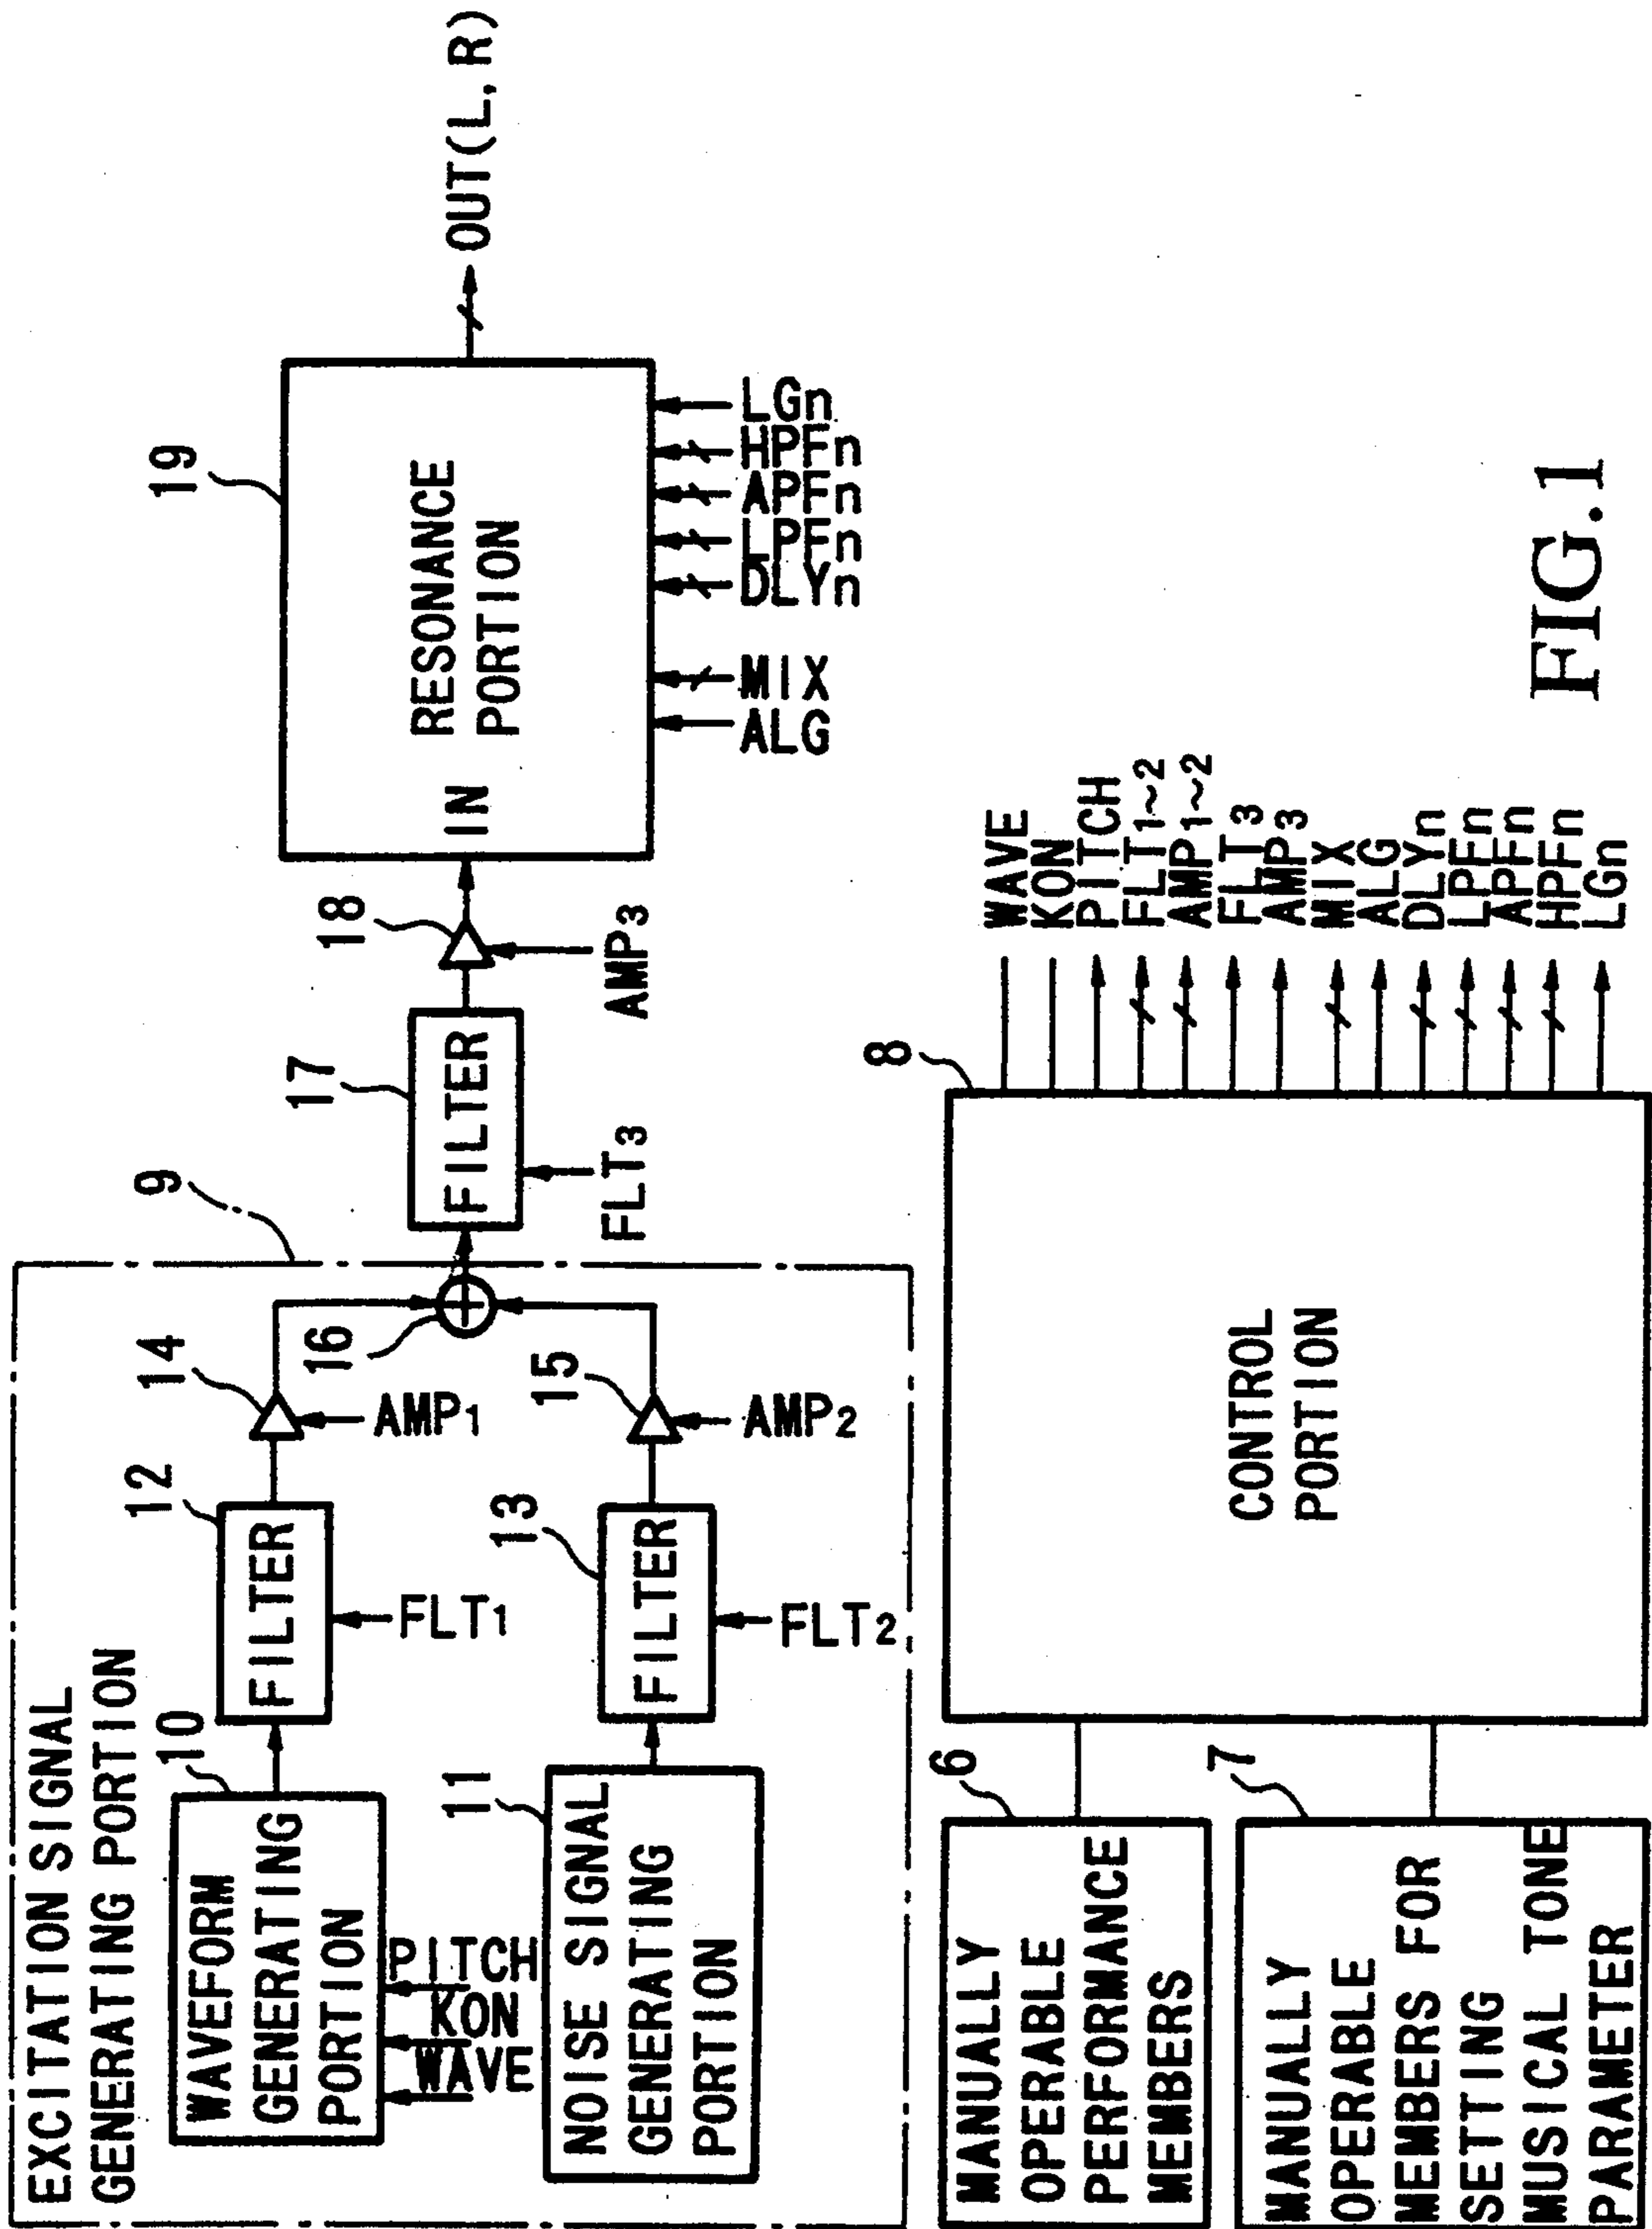 EXCITATION SIGNAL
GENERATING PORTION
9
10
WAVEFORM
GENERATING
PORTION
PITCH
KON
WAVE
12
FILTER
FLT1
14
AMP1
16
11
NOISE SIGNAL
GENERATING
PORTION
13
FILTER
FLT2
15
AMP2
17
FILTER
FLT3
18
AMP3
19
IN
RESONANCE
PORTION
ALG
MIX
DLYn
LPFn
APFn
HPFn
LGn
OUT(L, R)
6
MANUALLY
OPERABLE
PERFORMANCE
MEMBERS
7
MANUALLY
OPERABLE
MEMBERS FOR
SETTING
MUSICAL TONE
PARAMETER
8
CONTROL
PORTION
WAVE
KON
PITCH
FLT1~2
AMP1~2
FLT3
AMP3
MIX
ALG
DLYn
LPFn
APFn
HPFn
LGn
FIG.1